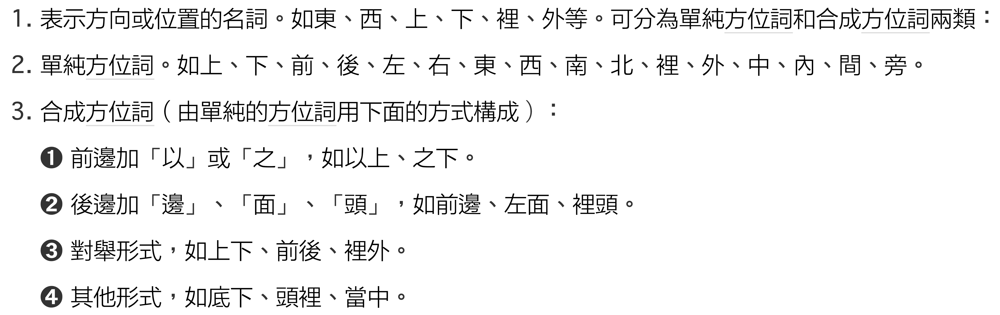 1. 表示方向或位置的名詞。如東、西、上、下、裡、外等。可分為單純方位詞和合成方位詞兩類：
2. 單純方位詞。如上、下、前、後、左、右、東、西、南、北、裡、外、中、內、間、旁。
3. 合成方位詞（由單純的方位詞用下面的方式構成）：
❶ 前邊加「以」或「之」，如以上、之下。
❷ 後邊加「邊」、「面」、「頭」，如前邊、左面、裡頭。
❸ 對舉形式，如上下、前後、裡外。
❹ 其他形式，如底下、頭裡、當中。